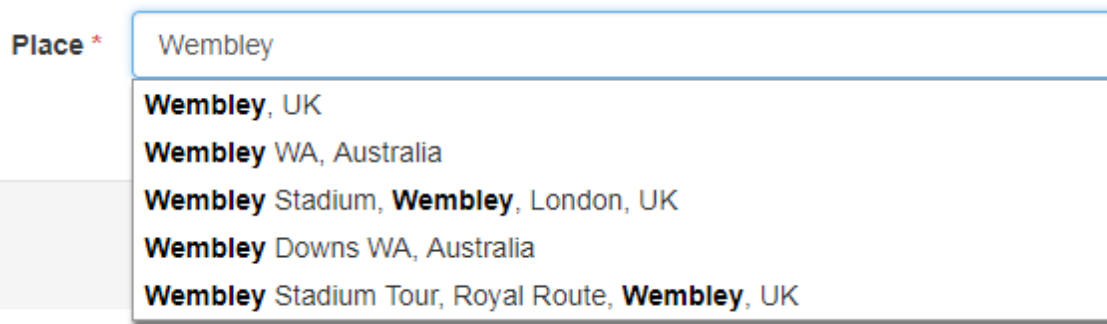 Place * Wembley
Wembley, UK
Wembley WA, Australia
Wembley Stadium, Wembley, London, UK
Wembley Downs WA, Australia
Wembley Stadium Tour, Royal Route, Wembley, UK